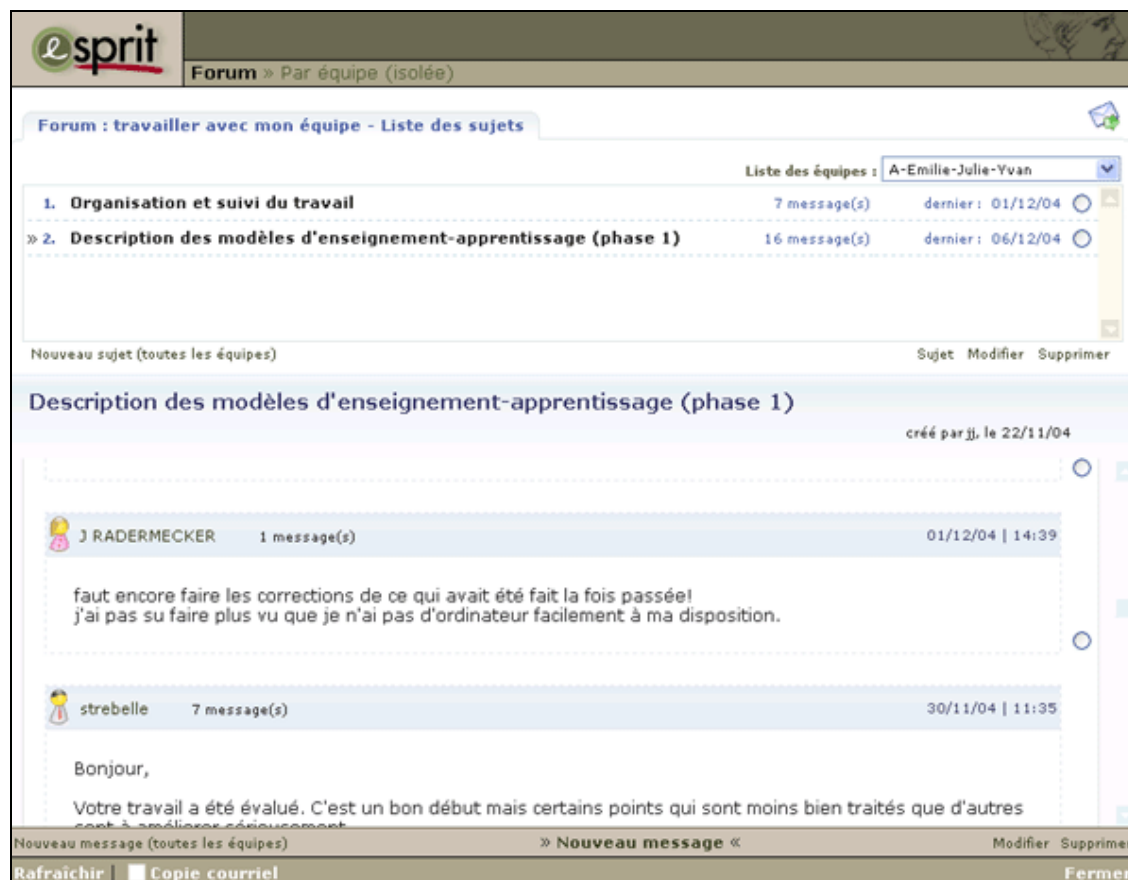 esprit
Forum » Par équipe (isolée)
Forum : travailler avec mon équipe - Liste des sujets
Liste des équipes : A-Emilie-Julie-Yvan
1. Organisation et suivi du travail 7 message(s) dernier : 01/12/04
» 2. Description des modèles d'enseignement-apprentissage (phase 1) 16 message(s) dernier : 06/12/04
Nouveau sujet (toutes les équipes) Sujet Modifier Supprimer
Description des modèles d'enseignement-apprentissage (phase 1)
créé par jj, le 22/11/04
J RADERMECKER 1 message(s) 01/12/04 | 14:39
faut encore faire les corrections de ce qui avait été fait la fois passée!
j'ai pas su faire plus vu que je n'ai pas d'ordinateur facilement à ma disposition.
strebelle 7 message(s) 30/11/04 | 11:35
Bonjour,
Votre travail a été évalué. C'est un bon début mais certains points qui sont moins bien traités que d'autres
sont à améliorer sérieusement
Nouveau message (toutes les équipes) » Nouveau message « Modifier Supprimer
Rafraîchir | Copie courriel Fermer